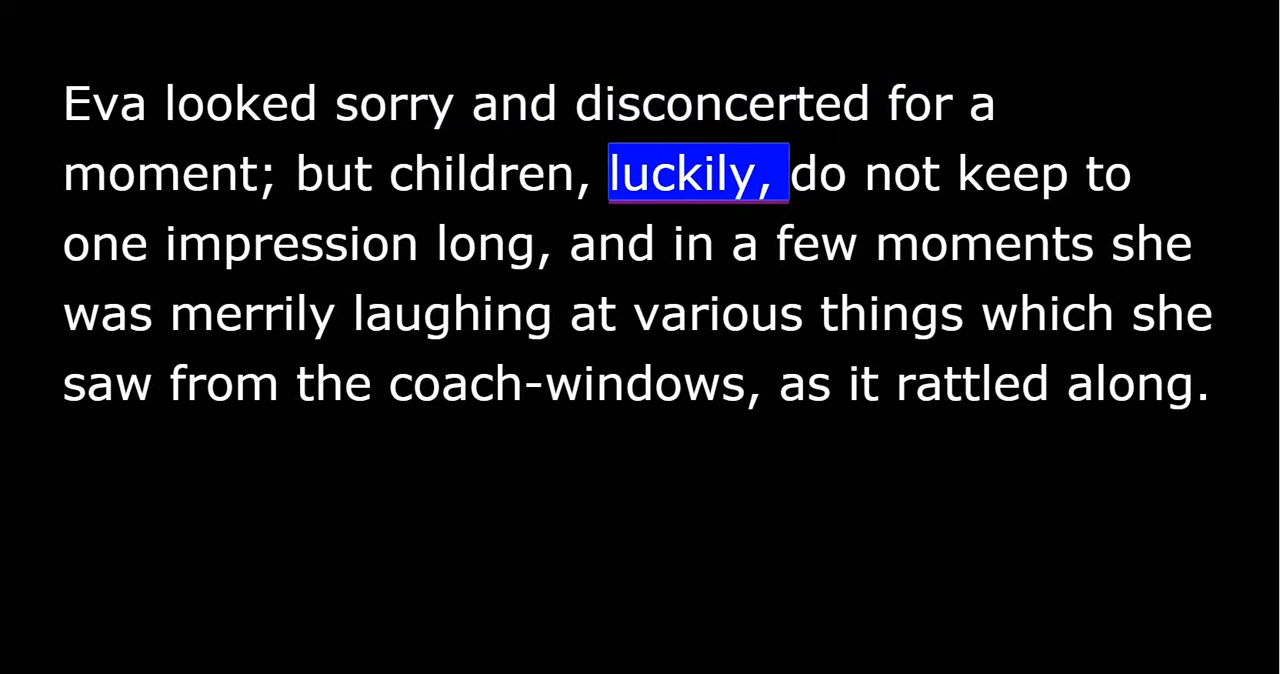 Eva looked sorry and disconcerted for a
moment; but children, luckily, do not keep to
one impression long, and in a few moments she
was merrily laughing at various things which she
saw from the coach-windows, as it rattled along.